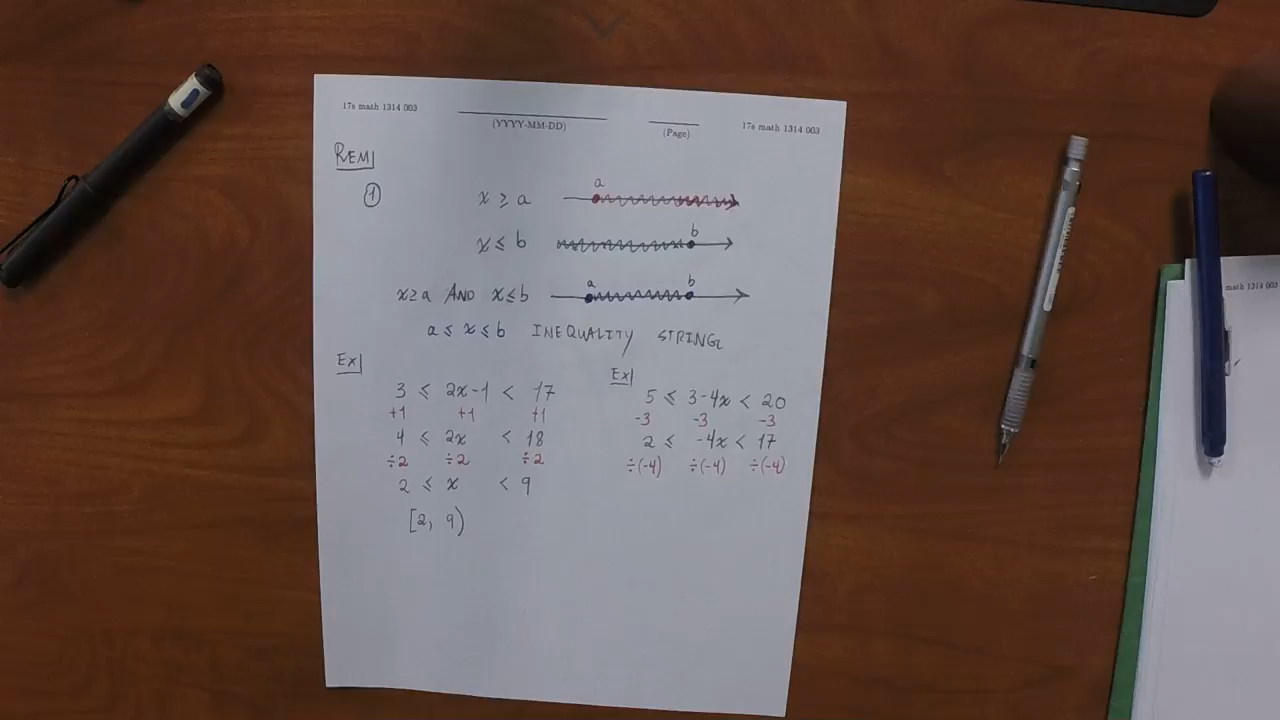 17s math 1314 003
(YYYY-MM-DD)
(Page)
17s math 1314 003
REM
1
x ≥ a
a
x ≤ b
b
x≥a AND x≤b
a b
a ≤ x ≤ b INEQUALITY STRING
Ex
3 ≤ 2x-1 < 17
+1 +1 +1
4 ≤ 2x < 18
÷2 ÷2 ÷2
2 ≤ x < 9
[2, 9)
Ex
5 ≤ 3-4x < 20
-3 -3 -3
2 ≤ -4x < 17
÷(-4) ÷(-4) ÷(-4)
math 1314 003